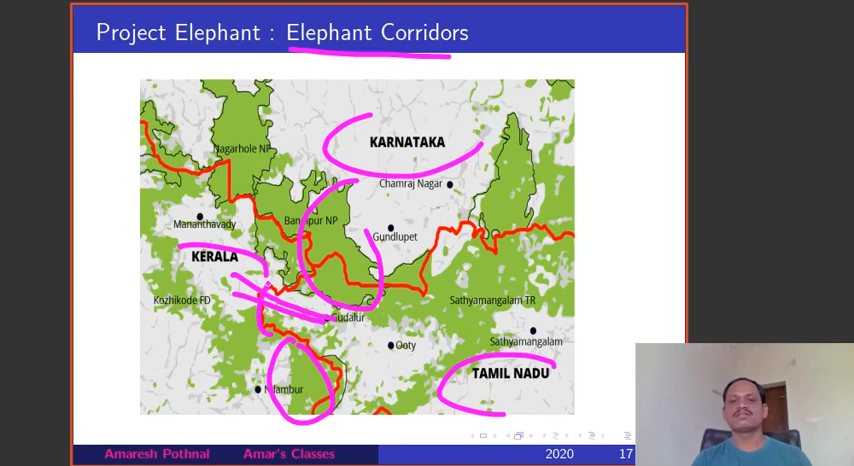 Project Elephant : Elephant Corridors
KARNATAKA
Nagarhole NP
Chamraj Nagar
Mananthavady
Bandipur NP
Gundlupet
KERALA
Kozhikode FD
Sathyamangalam TR
Gudalur
Ooty
Sathyamangalam
TAMIL NADU
Nilambur
Amaresh Pothnal Amar's Classes 2020 17